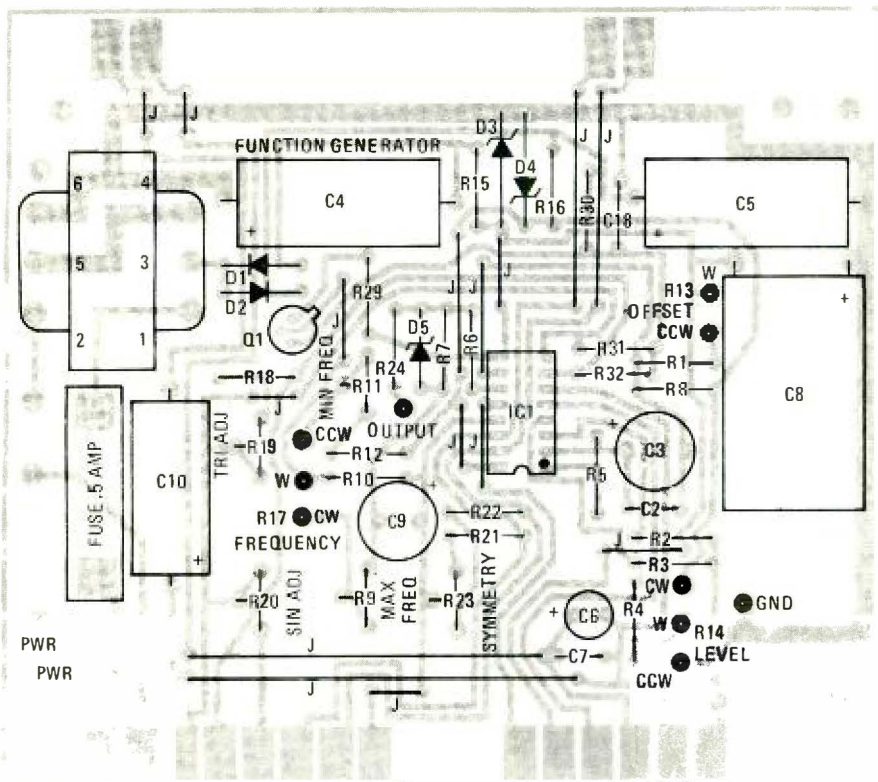 J J
FUNCTION GENERATOR
6 4
5 3
2 1
C4
+
D1
D2
Q1
R29
R15
D3
D4
R16
J
J
R30
C18
C5
+
W
R13
OFFSET
CCW
C8
+
J
J
J
J
MIN FREQ
R11
R24
D5
R7
R6
IC1
R31
R32
R1
R8
R18
J
OUTPUT
J J
FUSE .5 AMP
C10
+
TRI ADJ
R19
CCW
W
R17 CW
FREQUENCY
R12
R10
C9
+
R22
R21
R5
C3
+
C2
J
R2
R3
R20
SIN ADJ
R9
MAX FREQ
R23
SYMMETRY
+
C6
C7
R4
CW
W
R14
LEVEL
CCW
GND
PWR
PWR
J
J
J